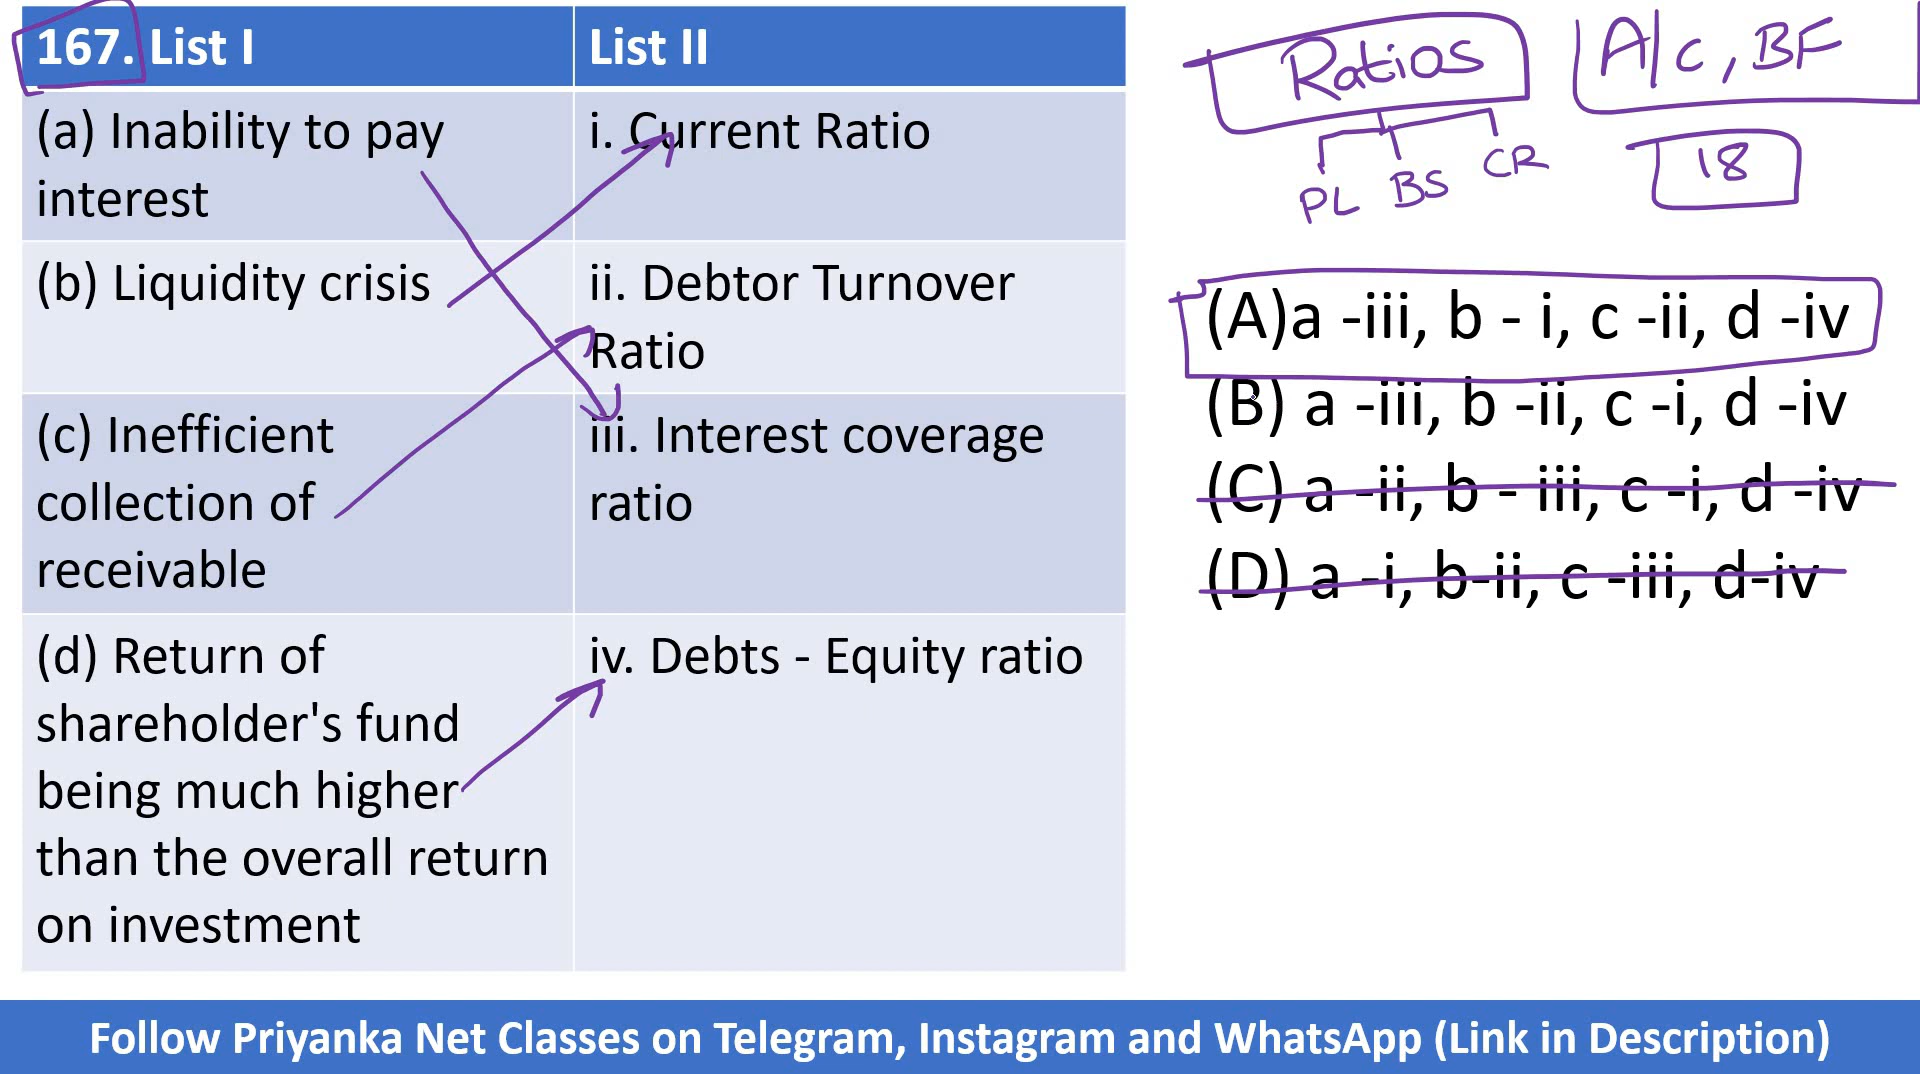 167. List I
List II
(a) Inability to pay
interest
i. Current Ratio
(b) Liquidity crisis
ii. Debtor Turnover
Ratio
(c) Inefficient
collection of
receivable
iii. Interest coverage
ratio
(d) Return of
shareholder's fund
being much higher
than the overall return
on investment
iv. Debts - Equity ratio
Ratios
PL BS CR
A/c, BF
18
(A)a -iii, b - i, c -ii, d -iv
(B) a -iii, b -ii, c -i, d -iv
(C) a -ii, b - iii, c -i, d -iv
(D) a -i, b-ii, c -iii, d-iv
Follow Priyanka Net Classes on Telegram, Instagram and WhatsApp (Link in Description)